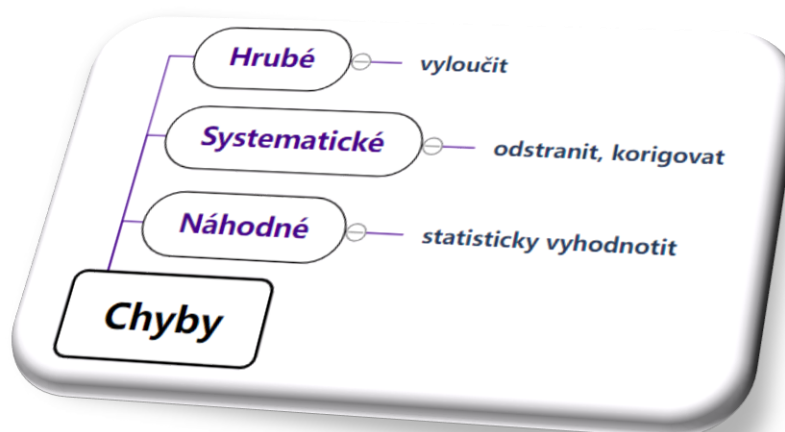 Hrubé
vyloučit
Systematické
odstranit, korigovat
Náhodné
statisticky vyhodnotit
Chyby